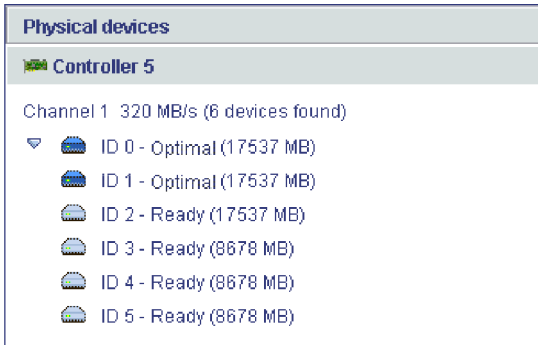 Physical devices
Controller 5
Channel 1 320 MB/s (6 devices found)
ID 0 - Optimal (17537 MB)
ID 1 - Optimal (17537 MB)
ID 2 - Ready (17537 MB)
ID 3 - Ready (8678 MB)
ID 4 - Ready (8678 MB)
ID 5 - Ready (8678 MB)